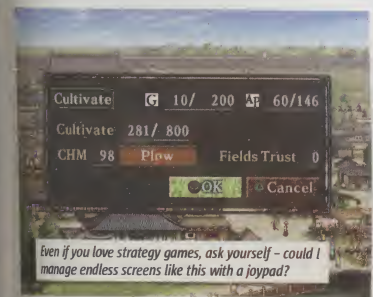 Cultivate G 10/ 200 AP 60/146
Cultivate 281/ 800
CHM 98 Plow Fields Trust 0
OK Cancel
Even if you love strategy games, ask yourself – could I
manage endless screens like this with a joypad?